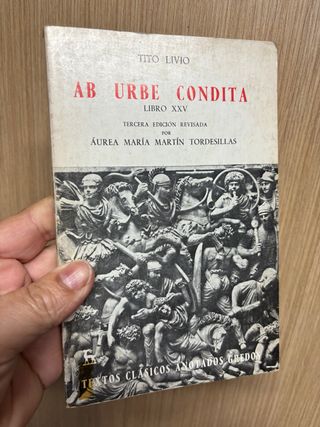 TITO LIVIO
AB URBE CONDITA
LIBRO XXV
TERCERA EDICIÓN REVISADA
POR
ÁUREA MARÍA MARTÍN TORDESILLAS
TEXTOS CLÁSICOS ANOTADOS GREDOS